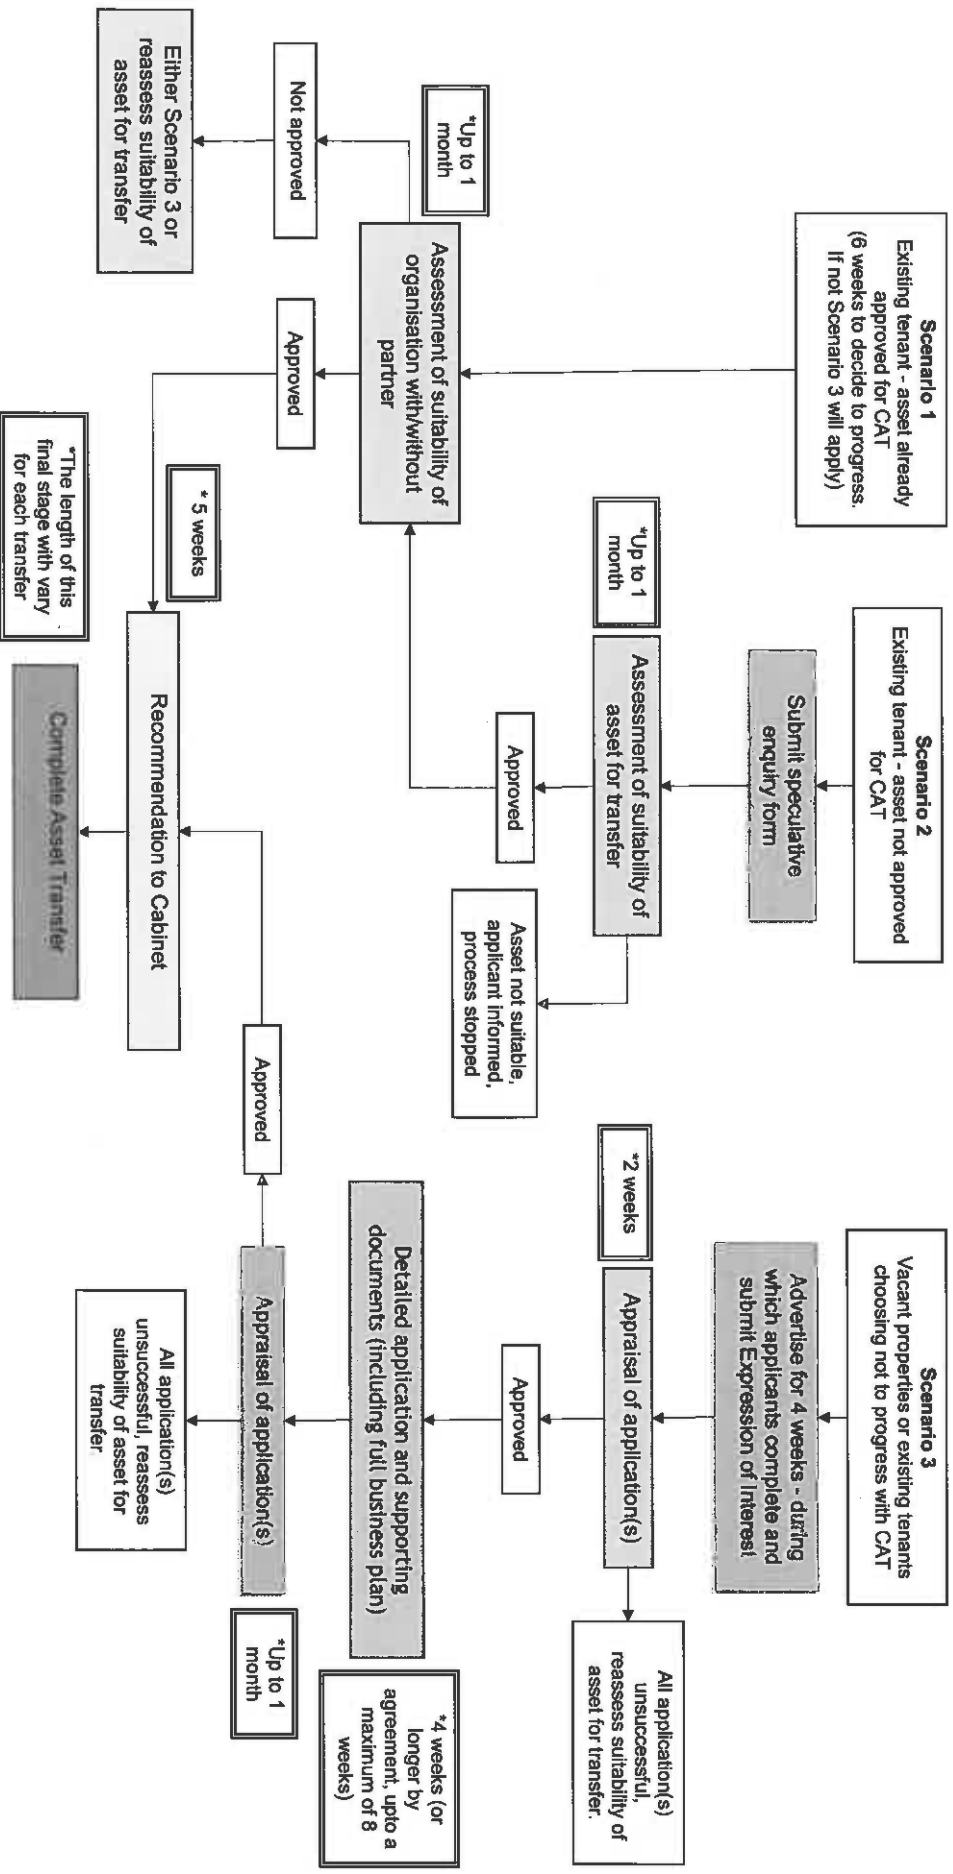 Scenario 1
Existing tenant - asset already
approved for CAT
(6 weeks to decide to progress.
If not Scenario 3 will apply)
Scenario 2
Existing tenant - asset not approved
for CAT
Scenario 3
Vacant properties or existing tenants
choosing not to progress with CAT
Submit speculative
enquiry form
Advertise for 4 weeks - during
which applicants complete and
submit Expression of Interest
*Up to 1
month
Assessment of suitability of
asset for transfer
*2 weeks
Appraisal of application(s)
All application(s)
unsuccessful,
reassess suitability of
asset for transfer.
Approved
Asset not suitable,
applicant informed,
process stopped
Approved
*Up to 1
month
Assessment of suitability of
organisation with/without
partner
Detailed application and supporting
documents (including full business plan)
*4 weeks (or
longer by
agreement, upto a
maximum of 8
weeks)
Not approved
Approved
Approved
Appraisal of application(s)
*Up to 1
month
Either Scenario 3 or
reassess suitability of
asset for transfer
* 5 weeks
Recommendation to Cabinet
All application(s)
unsuccessful, reassess
suitability of asset for
transfer.
*The length of this
final stage with vary
for each transfer
Complete Asset Transfer